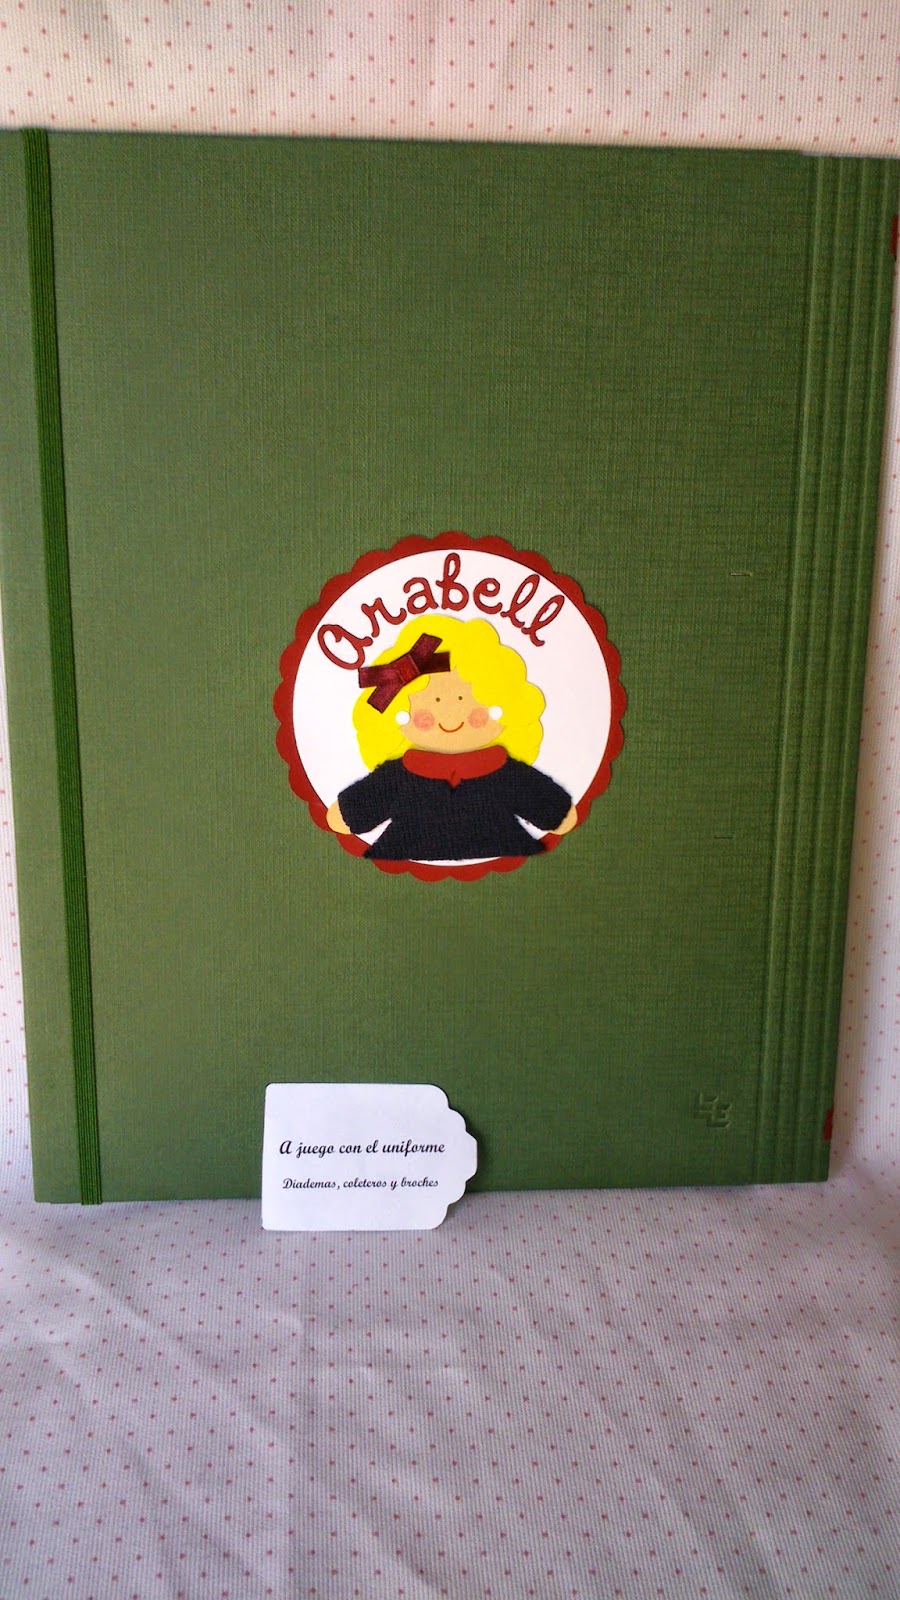 Arabell
A juego con el uniforme
Diademas, coleteros y broches